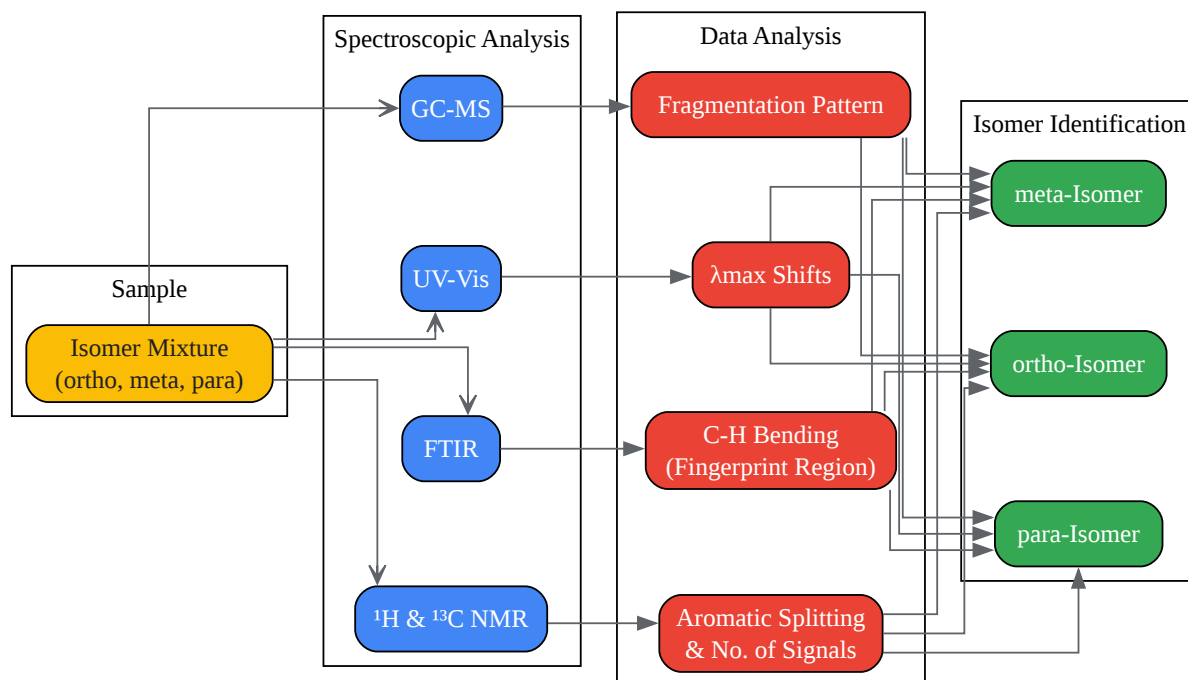 Sample
Isomer Mixture
(ortho, meta, para)
Spectroscopic Analysis
GC-MS
UV-Vis
FTIR
¹H & ¹³C NMR
Data Analysis
Fragmentation Pattern
λmax Shifts
C-H Bending
(Fingerprint Region)
Aromatic Splitting
& No. of Signals
Isomer Identification
meta-Isomer
ortho-Isomer
para-Isomer